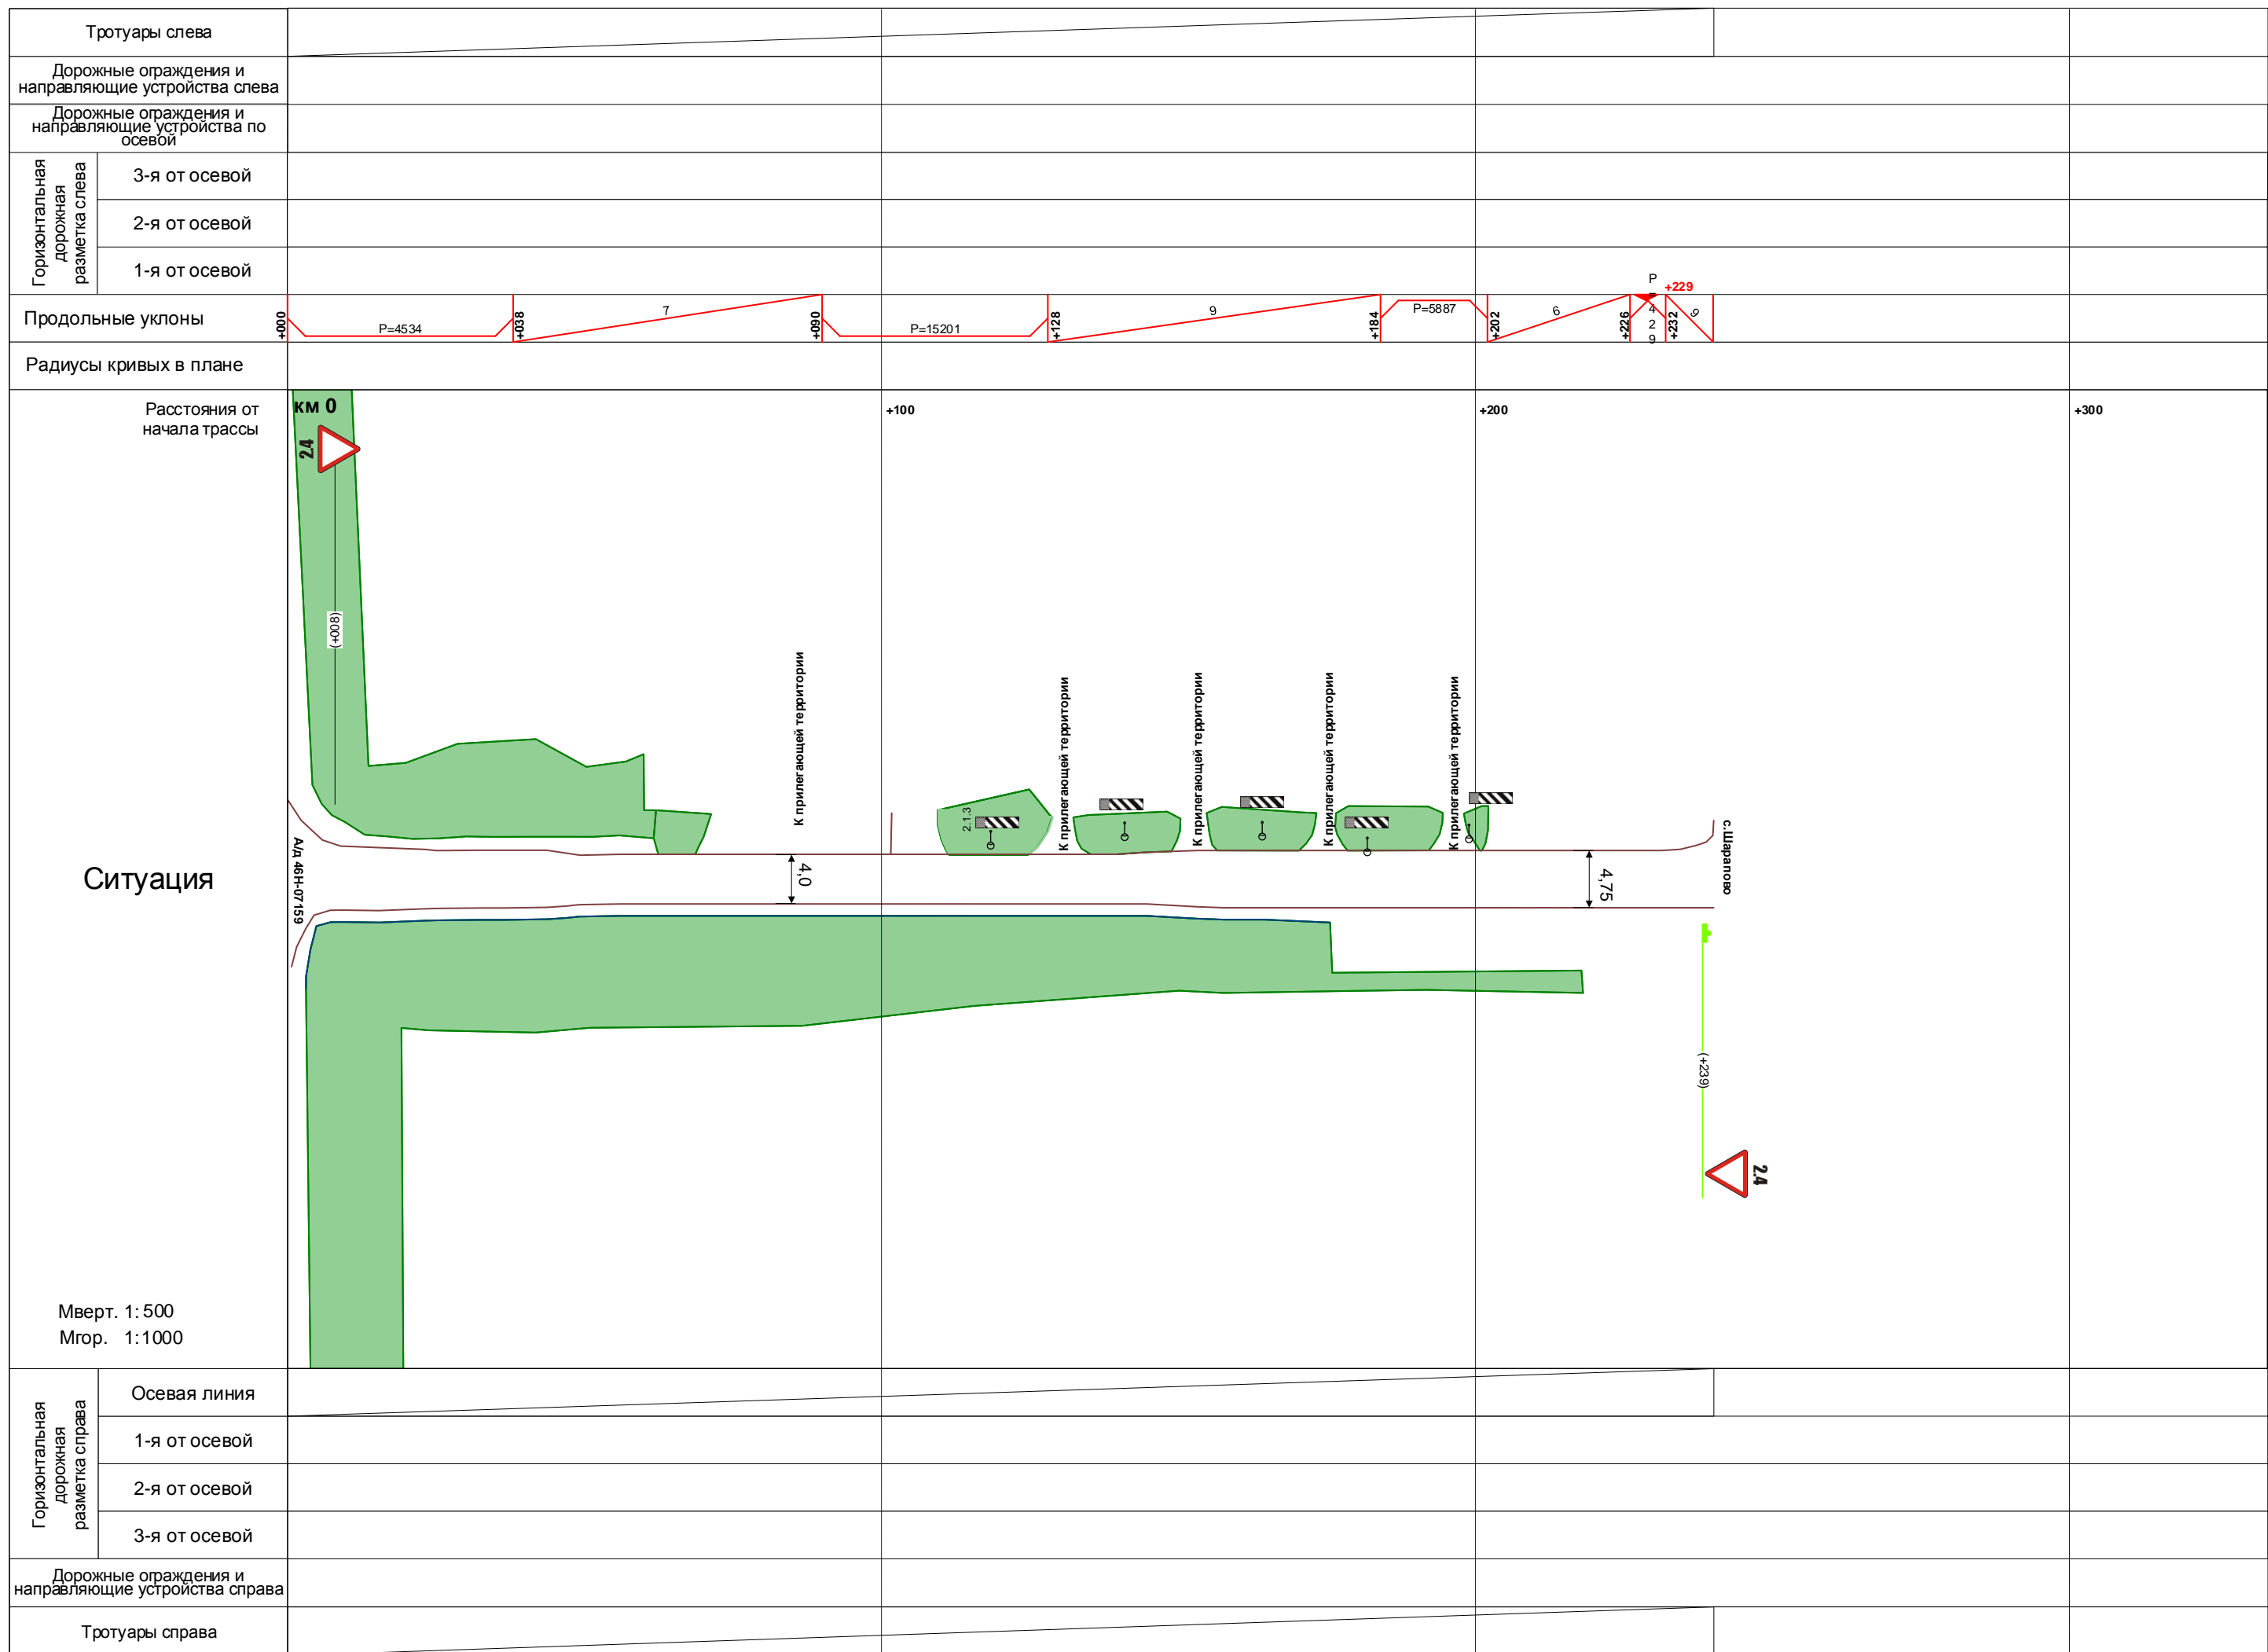 Тротуары слева
Дорожные ограждения и
направляющие устройства слева
Дорожные ограждения и
направляющие устройства по
осевой
Горизонтальная
дорожная
разметка слева
3-я от осевой
2-я от осевой
1-я от осевой
Продольные уклоны
+000
P=4534
+038
7
+090
P=15201
+128
9
+184
P=5887
+202
6
+226
P
=
4
2
9
+229
+232
9
Радиусы кривых в плане
Расстояния от
начала трассы
км 0
+100
+200
+300
2.4
(+008)
К прилегающей территории
К прилегающей территории
К прилегающей территории
К прилегающей территории
К прилегающей территории
2.1.3
А/д 46Н-07159
4,0
4,75
с.Шарапово
Ситуация
(+239)
2.4
Мверт. 1:500
Мгор. 1:1000
Горизонтальная
дорожная
разметка справа
Осевая линия
1-я от осевой
2-я от осевой
3-я от осевой
Дорожные ограждения и
направляющие устройства справа
Тротуары справа